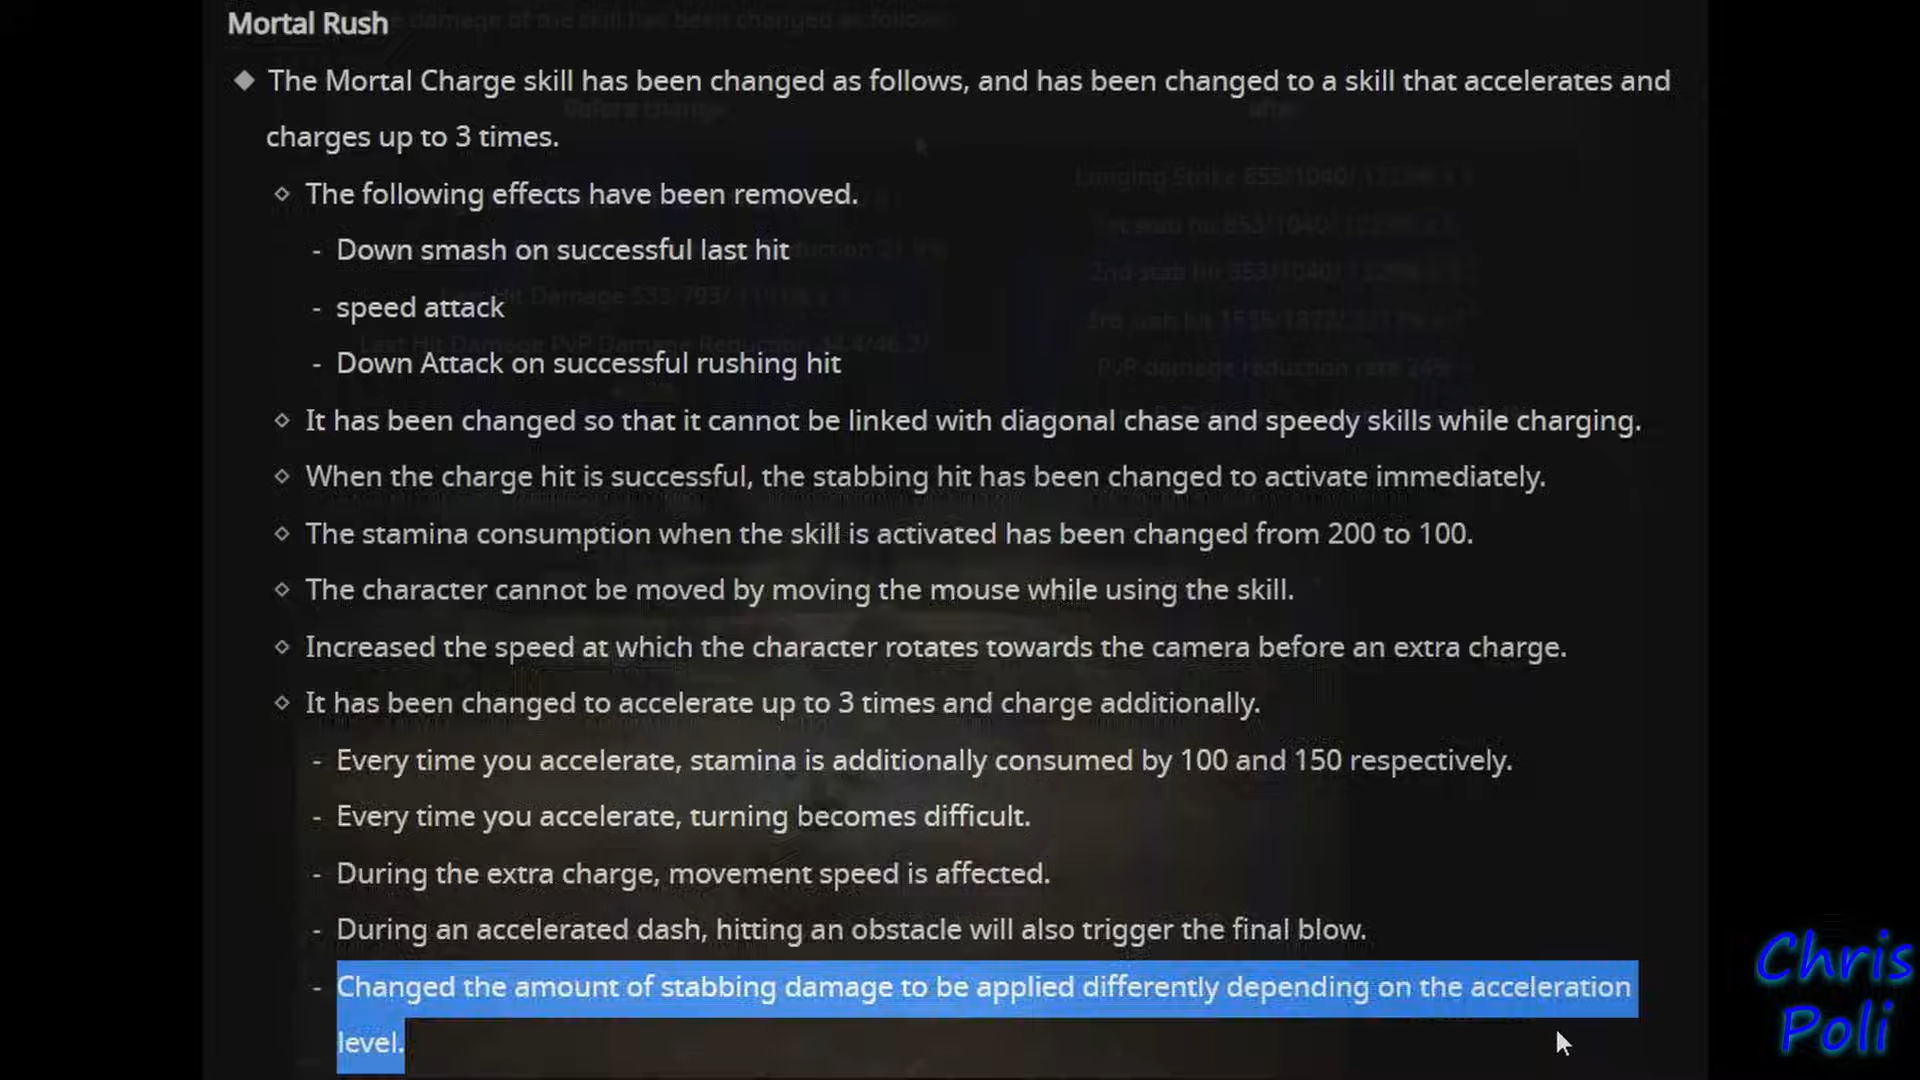 Mortal Rush
◆ The Mortal Charge skill has been changed as follows, and has been changed to a skill that accelerates and
charges up to 3 times.
◇ The following effects have been removed.
- Down smash on successful last hit
- speed attack
- Down Attack on successful rushing hit
◇ It has been changed so that it cannot be linked with diagonal chase and speedy skills while charging.
◇ When the charge hit is successful, the stabbing hit has been changed to activate immediately.
◇ The stamina consumption when the skill is activated has been changed from 200 to 100.
◇ The character cannot be moved by moving the mouse while using the skill.
◇ Increased the speed at which the character rotates towards the camera before an extra charge.
◇ It has been changed to accelerate up to 3 times and charge additionally.
- Every time you accelerate, stamina is additionally consumed by 100 and 150 respectively.
- Every time you accelerate, turning becomes difficult.
- During the extra charge, movement speed is affected.
- During an accelerated dash, hitting an obstacle will also trigger the final blow.
- Changed the amount of stabbing damage to be applied differently depending on the acceleration
level.
Chris
Poli